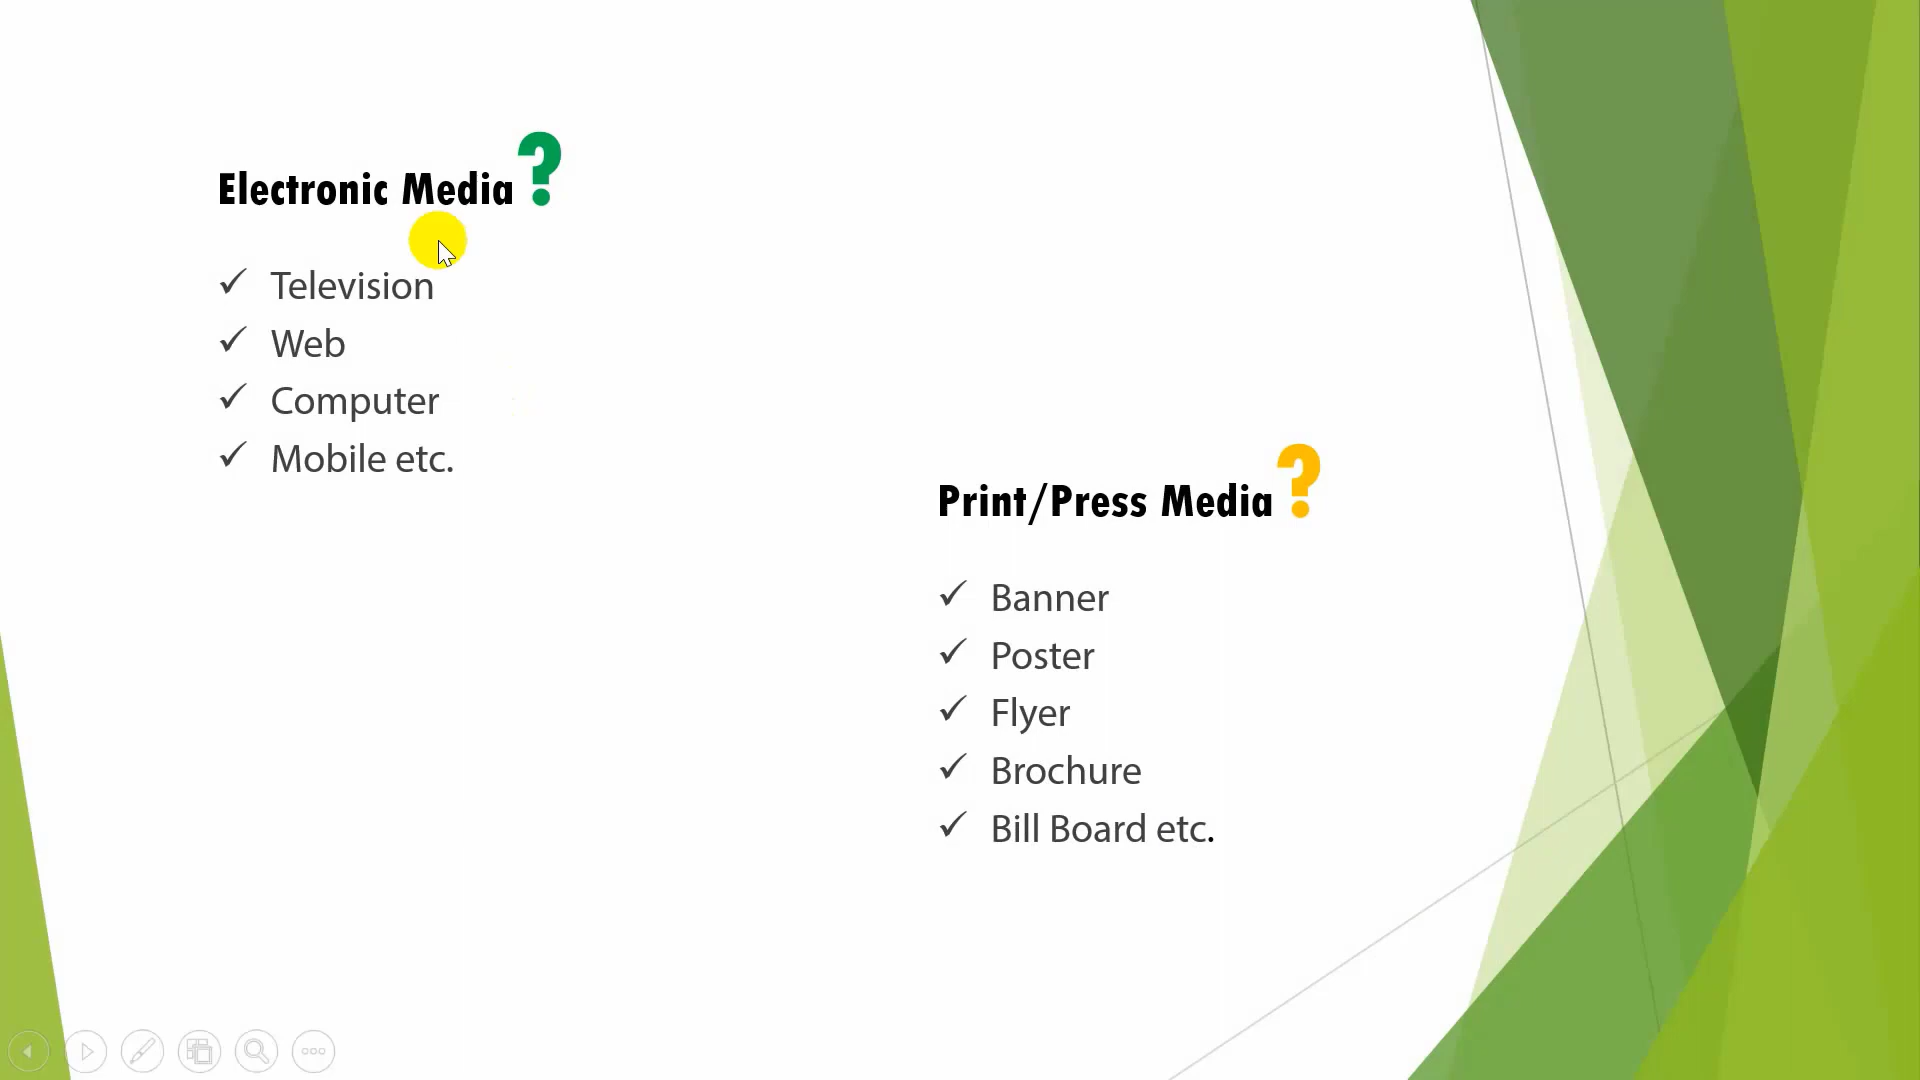 Electronic Media?
✓ Television
✓ Web
✓ Computer
✓ Mobile etc.
Print/Press Media?
✓ Banner
✓ Poster
✓ Flyer
✓ Brochure
✓ Bill Board etc.